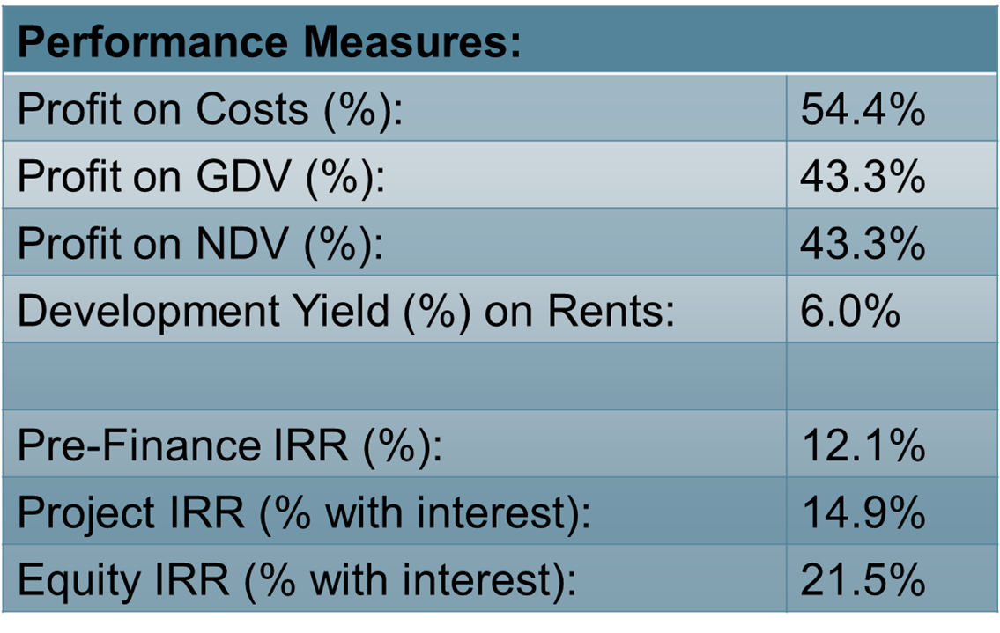 Performance Measures:
Profit on Costs (%): 54.4%
Profit on GDV (%): 43.3%
Profit on NDV (%): 43.3%
Development Yield (%) on Rents: 6.0%
Pre-Finance IRR (%): 12.1%
Project IRR (% with interest): 14.9%
Equity IRR (% with interest): 21.5%